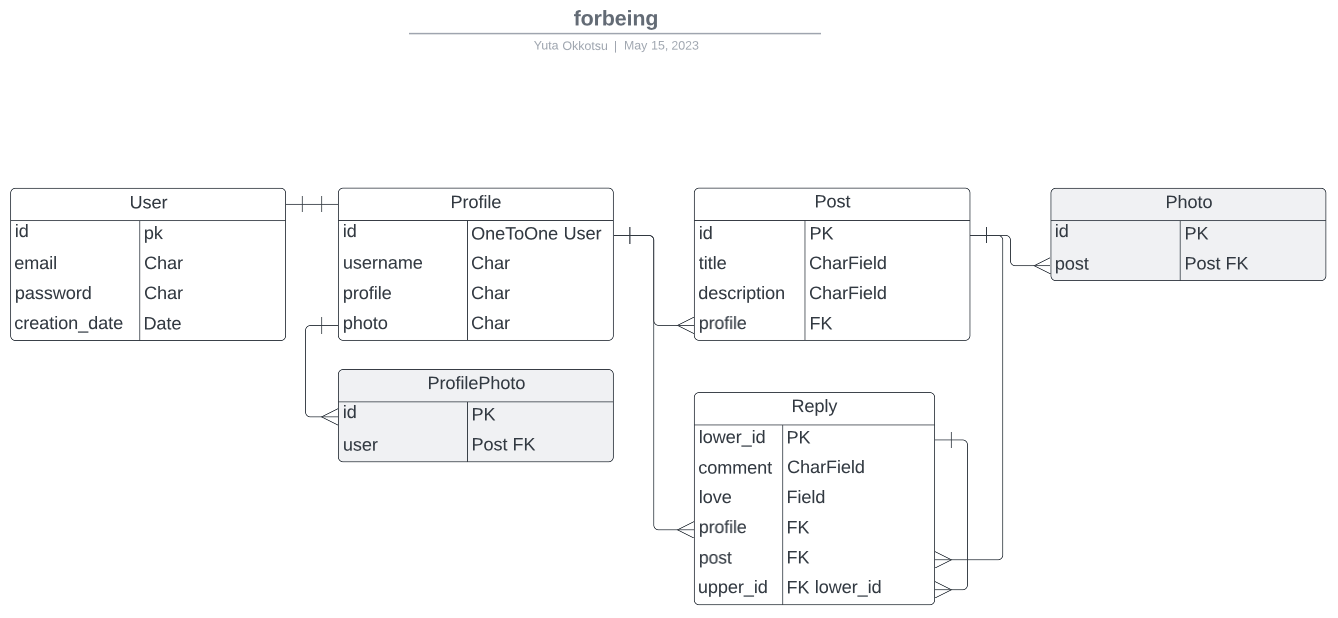 forbeing
Yuta Okkotsu | May 15, 2023
User
id pk
email Char
password Char
creation_date Date
Profile
id OneToOne User
username Char
profile Char
photo Char
ProfilePhoto
id PK
user Post FK
Post
id PK
title CharField
description CharField
profile FK
Reply
lower_id PK
comment CharField
love Field
profile FK
post FK
upper_id FK lower_id
Photo
id PK
post Post FK